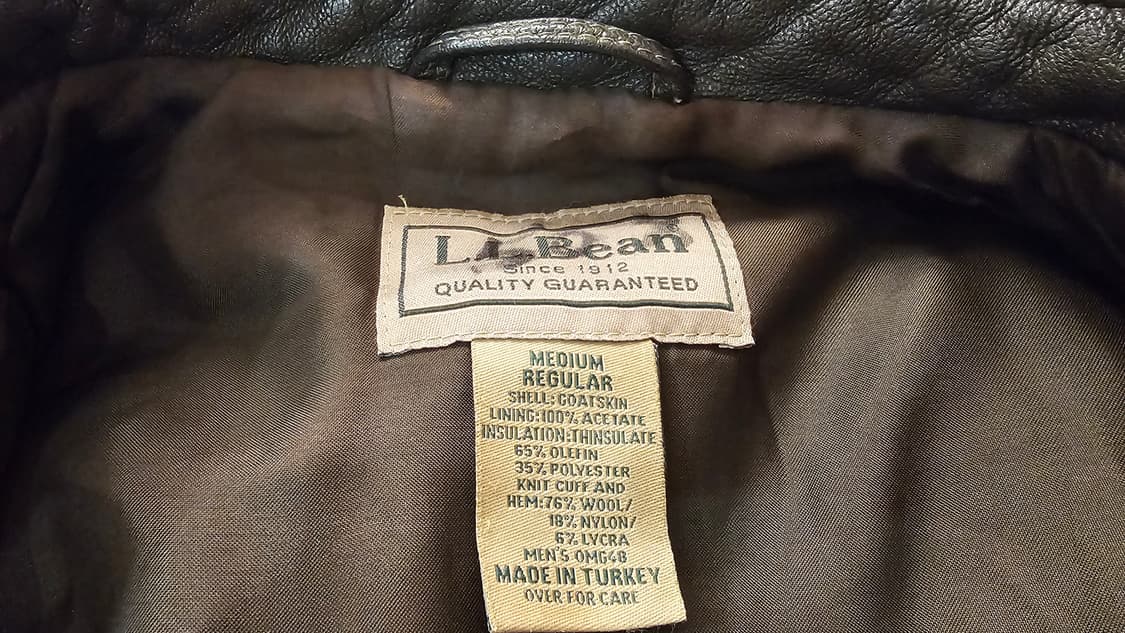 L.L.Bean®
Since 1912
QUALITY GUARANTEED
MEDIUM
REGULAR
SHELL: GOATSKIN
LINING:100% ACETATE
INSULATION:THINSULATE
65% OLEFIN
35% POLYESTER
KNIT CUFF AND
HEM:76% WOOL/
18% NYLON/
6% LYCRA
MEN'S OMG48
MADE IN TURKEY
OVER FOR CARE